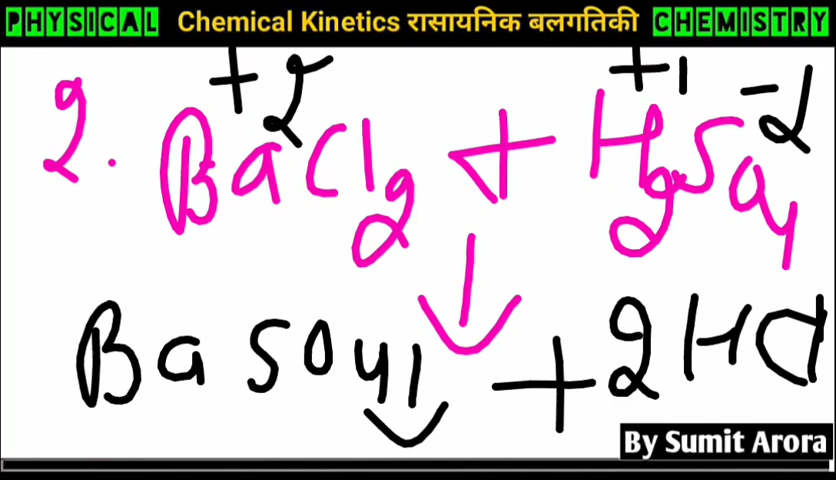 PHYSICAL Chemical Kinetics रासायनिक बलगतिकी CHEMISTRY
+2 +1 -2
2. BaCl2 + H2SO4
↓
BaSO4↓ + 2HCl
By Sumit Arora